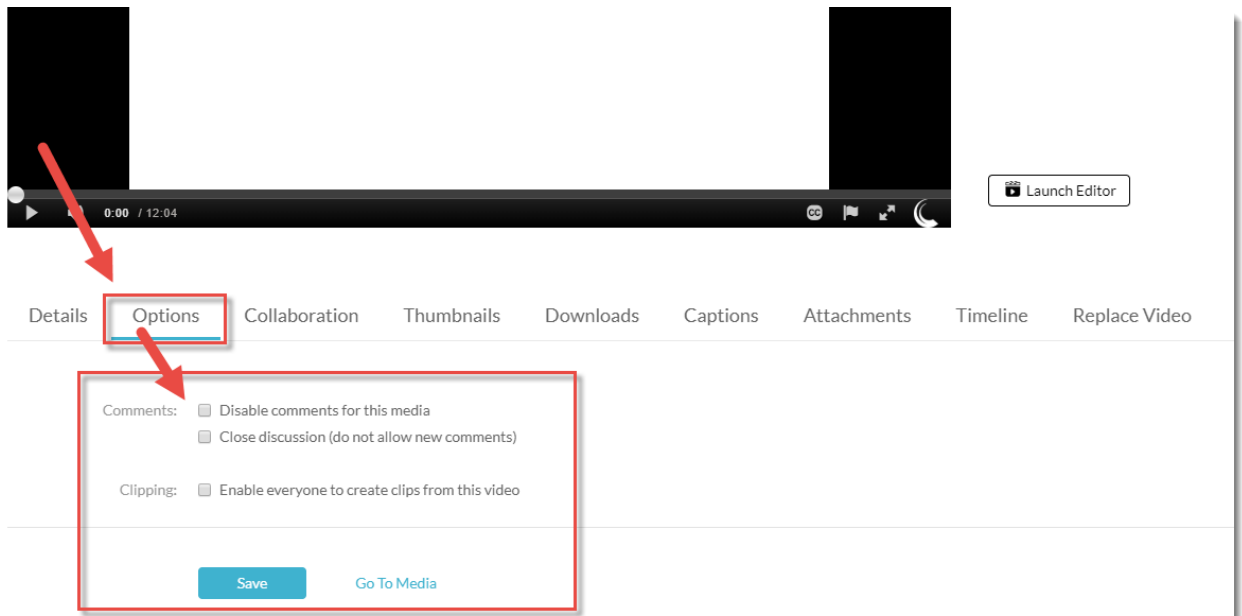 Launch Editor
0:00 / 12:04
CC
Details Options Collaboration Thumbnails Downloads Captions Attachments Timeline Replace Video
Comments: Disable comments for this media
Close discussion (do not allow new comments)
Clipping: Enable everyone to create clips from this video
Save Go To Media